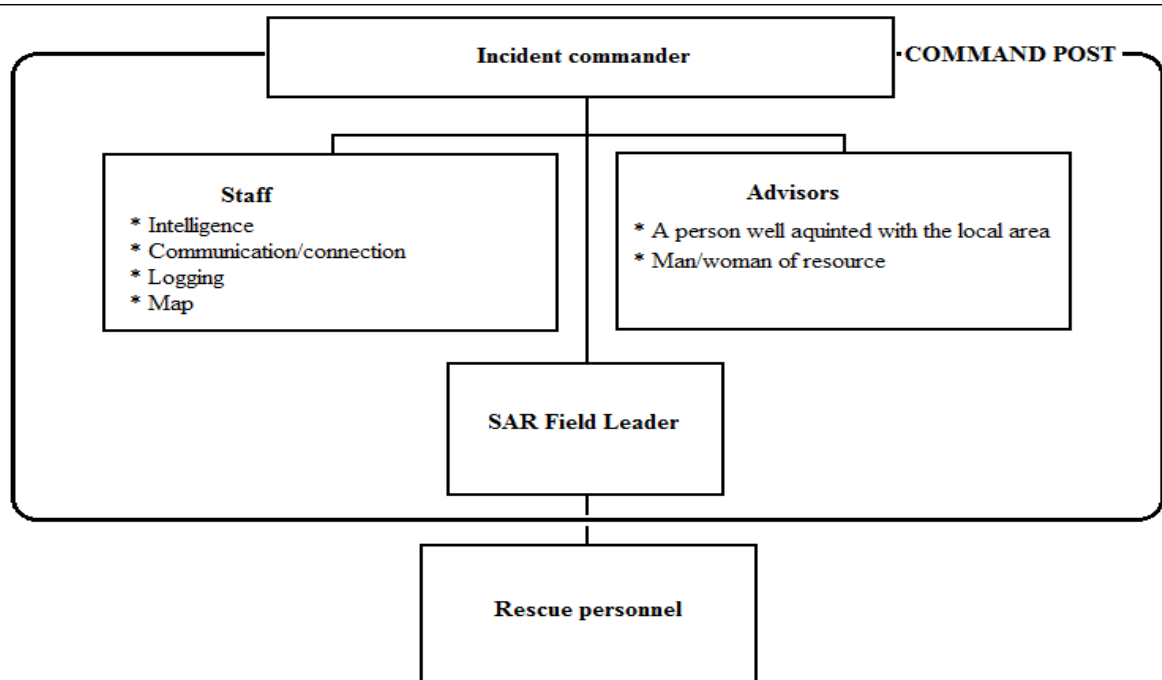 Incident commander
COMMAND POST
Staff
* Intelligence
* Communication/connection
* Logging
* Map
Advisors
* A person well aquinted with the local area
* Man/woman of resource
SAR Field Leader
Rescue personnel